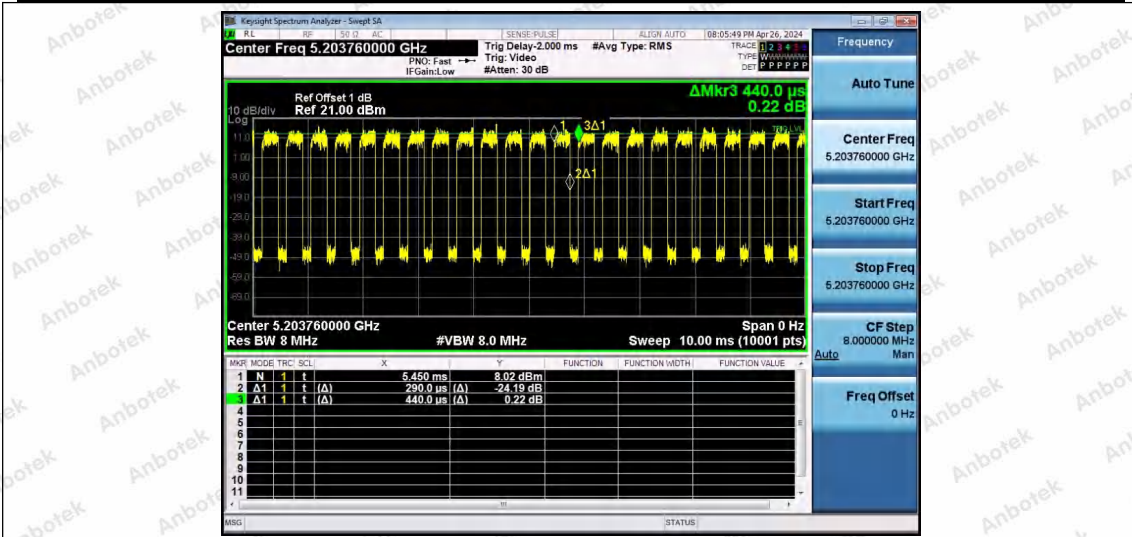 Keysight Spectrum Analyzer - Swept SA
RL RF 50 Ω AC SENSE:PULSE ALIGN AUTO 08:05:49 PM Apr 26, 2024
Center Freq 5.203760000 GHz
PNO: Fast
IFGain:Low
Trig Delay-2.000 ms
Trig: Video
#Atten: 30 dB
#Avg Type: RMS
TRACE 1 2 3 4 5 6
TYPE
DET P P P P P P
ΔMkr3 440.0 µs
0.22 dB
10 dB/div
Log
Ref Offset 1 dB
Ref 21.00 dBm
11.0
1.00
-9.00
-19.0
-29.0
-39.0
-49.0
-59.0
-69.0
1
3Δ1
2Δ1
TRIG LVL
Center 5.203760000 GHz Span 0 Hz
Res BW 8 MHz #VBW 8.0 MHz Sweep 10.00 ms (10001 pts)
MKR MODE TRC SCL X Y FUNCTION FUNCTION WIDTH FUNCTION VALUE
1 N 1 t 5.450 ms 8.02 dBm
2 Δ1 1 t (Δ) 290.0 µs (Δ) -24.19 dB
3 Δ1 1 t (Δ) 440.0 µs (Δ) 0.22 dB
4
5
6
7
8
9
10
11
MSG STATUS
Frequency
Auto Tune
Center Freq
5.203760000 GHz
Start Freq
5.203760000 GHz
Stop Freq
5.203760000 GHz
CF Step
8.000000 MHz
Auto Man
Freq Offset
0 Hz
Anbotek